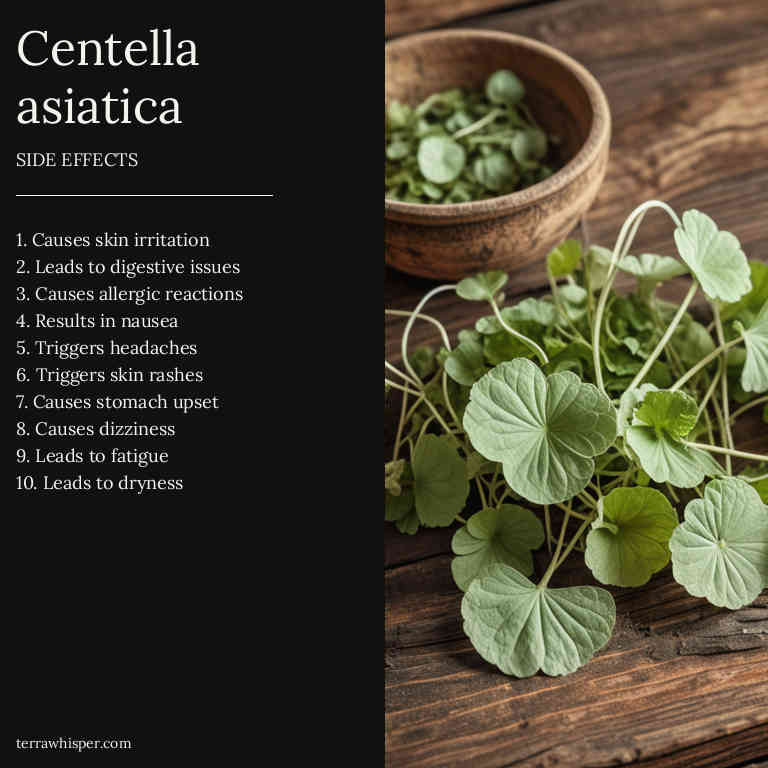 Centella
asiatica
SIDE EFFECTS
1. Causes skin irritation
2. Leads to digestive issues
3. Causes allergic reactions
4. Results in nausea
5. Triggers headaches
6. Triggers skin rashes
7. Causes stomach upset
8. Causes dizziness
9. Leads to fatigue
10. Leads to dryness
terrawhisper.com